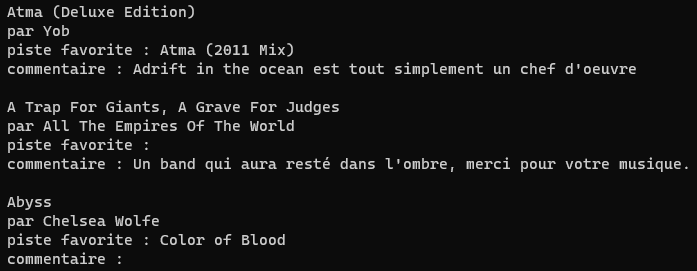 Atma (Deluxe Edition)
par Yob
piste favorite : Atma (2011 Mix)
commentaire : Adrift in the ocean est tout simplement un chef d'oeuvre
A Trap For Giants, A Grave For Judges
par All The Empires Of The World
piste favorite :
commentaire : Un band qui aura resté dans l'ombre, merci pour votre musique.
Abyss
par Chelsea Wolfe
piste favorite : Color of Blood
commentaire :